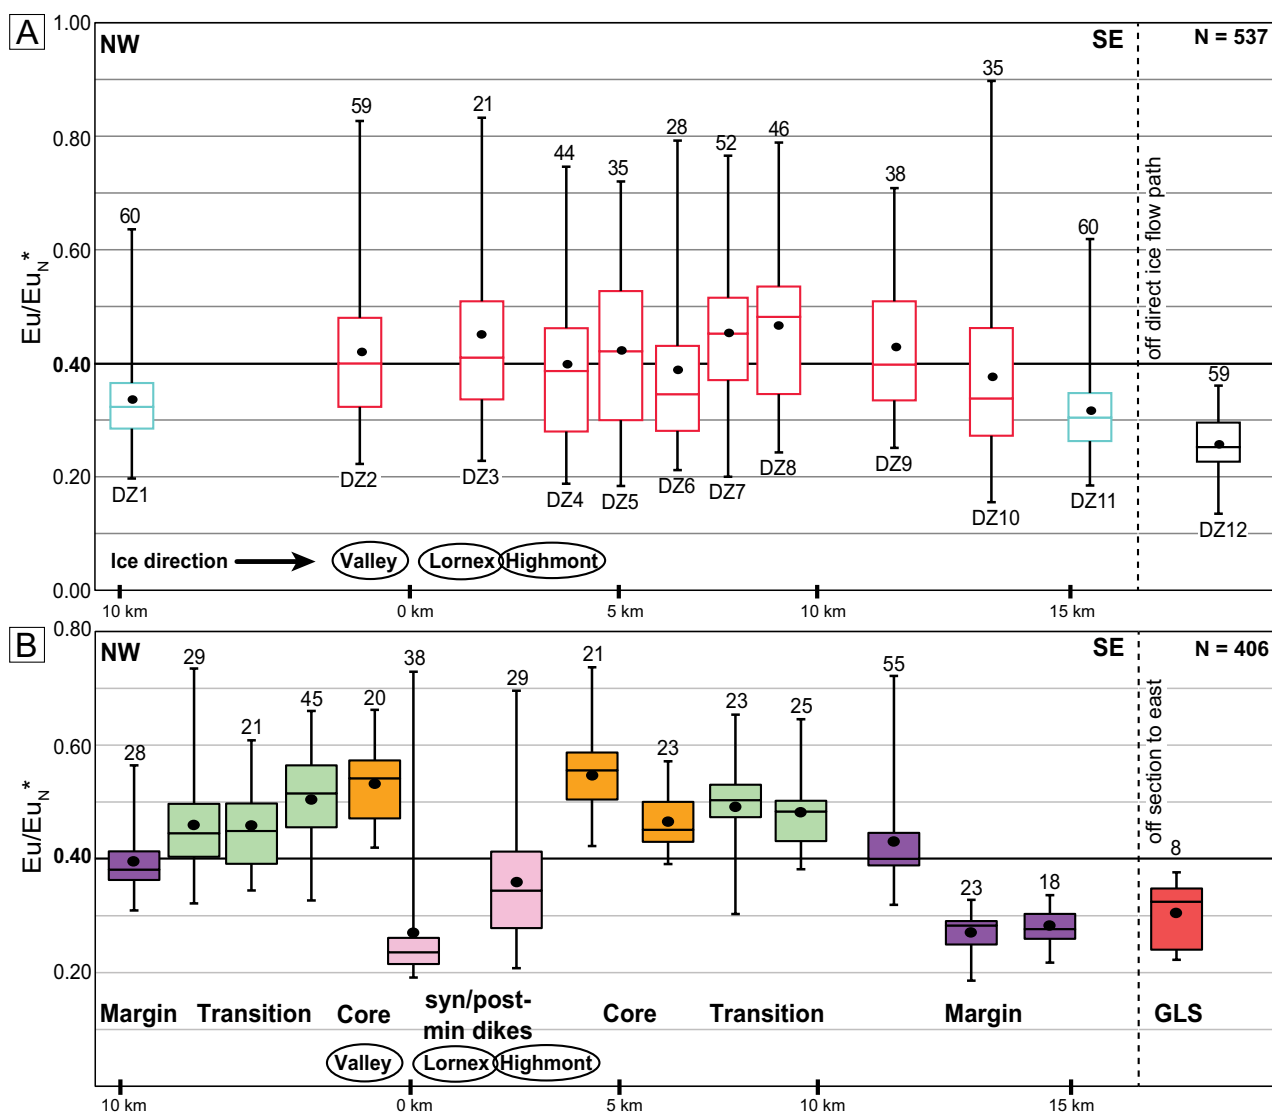 A
NW
SE
N = 537
1.00
0.80
0.60
0.40
0.20
0.00
Eu/Eu_N*
60
59
21
44
35
28
52
46
38
35
60
59
DZ1
DZ2
DZ3
DZ4
DZ5
DZ6
DZ7
DZ8
DZ9
DZ10
DZ11
DZ12
off direct ice flow path
Ice direction
Valley
Lornex
Highmont
10 km
0 km
5 km
10 km
15 km
B
NW
SE
N = 406
0.80
0.60
0.40
0.20
Eu/Eu_N*
28
29
21
45
20
38
29
21
23
23
25
55
23
18
8
off section to east
Margin
Transition
Core
syn/post-
min dikes
Core
Transition
Margin
GLS
Valley
Lornex
Highmont
10 km
0 km
5 km
10 km
15 km